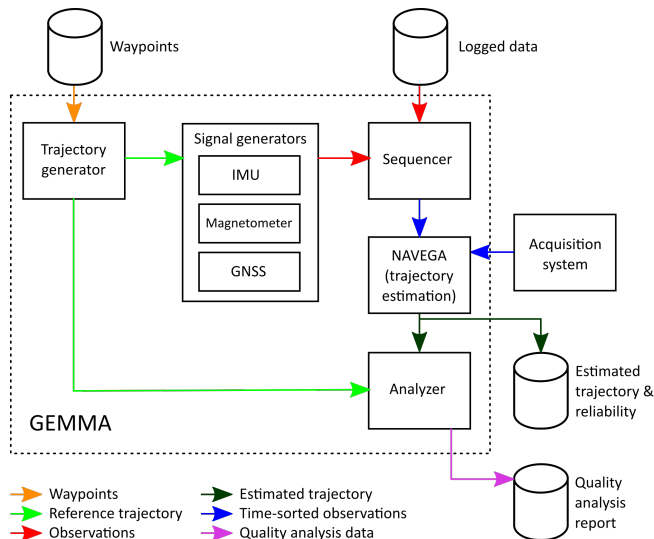 Waypoints
Logged data
Trajectory
generator
Signal generators
IMU
Magnetometer
GNSS
Sequencer
NAVEGA
(trajectory
estimation)
Acquisition
system
Analyzer
Estimated
trajectory &
reliability
GEMMA
Quality
analysis
report
Waypoints
Reference trajectory
Observations
Estimated trajectory
Time-sorted observations
Quality analysis data